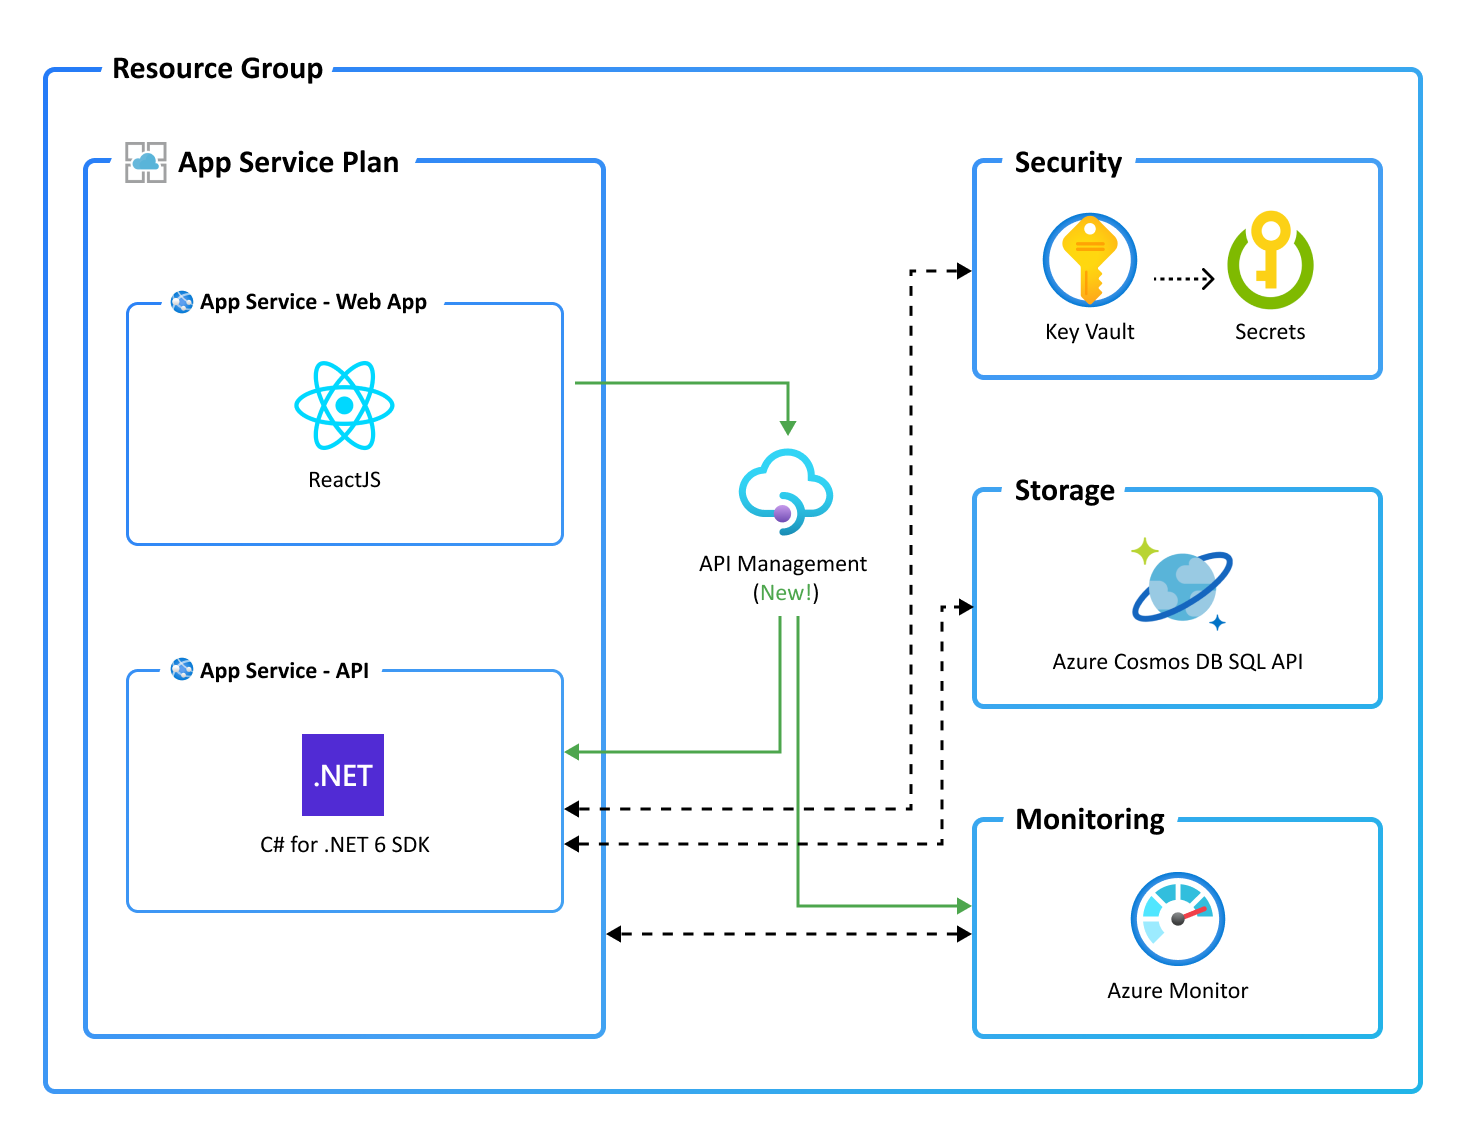 Resource Group
App Service Plan
App Service - Web App
ReactJS
App Service - API
.NET
C# for .NET 6 SDK
API Management
(New!)
Security
Key Vault
Secrets
Storage
Azure Cosmos DB SQL API
Monitoring
Azure Monitor